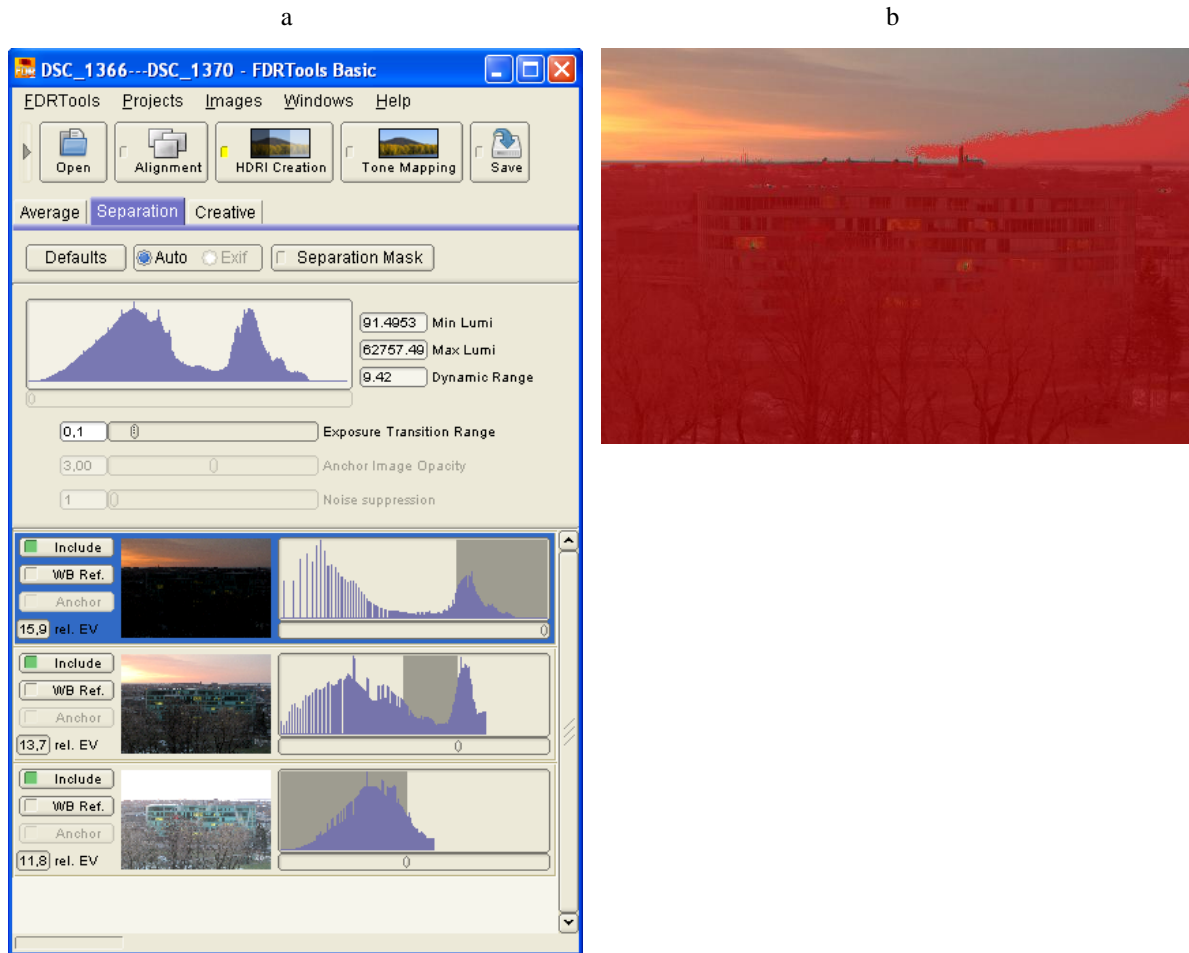 a
b
DSC_1366---DSC_1370 - FDRTools Basic
FDRTools Projects Images Windows Help
Open Alignment HDRI Creation Tone Mapping Save
Average Separation Creative
Defaults Auto Exif Separation Mask
91.4953 Min Lumi
62757.49 Max Lumi
9.42 Dynamic Range
0
0,1 Exposure Transition Range
3,00 Anchor Image Opacity
1 Noise suppression
Include
WB Ref.
Anchor
15,9 rel. EV
Include
WB Ref.
Anchor
13,7 rel. EV
Include
WB Ref.
Anchor
11,8 rel. EV